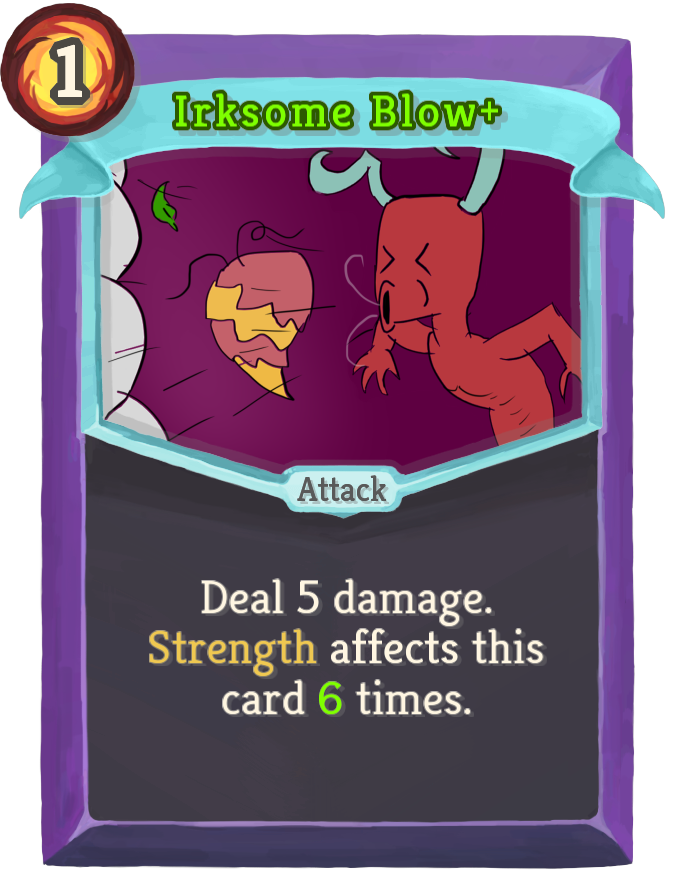 1
Irksome Blow+
Attack
Deal 5 damage.
Strength affects this
card 6 times.